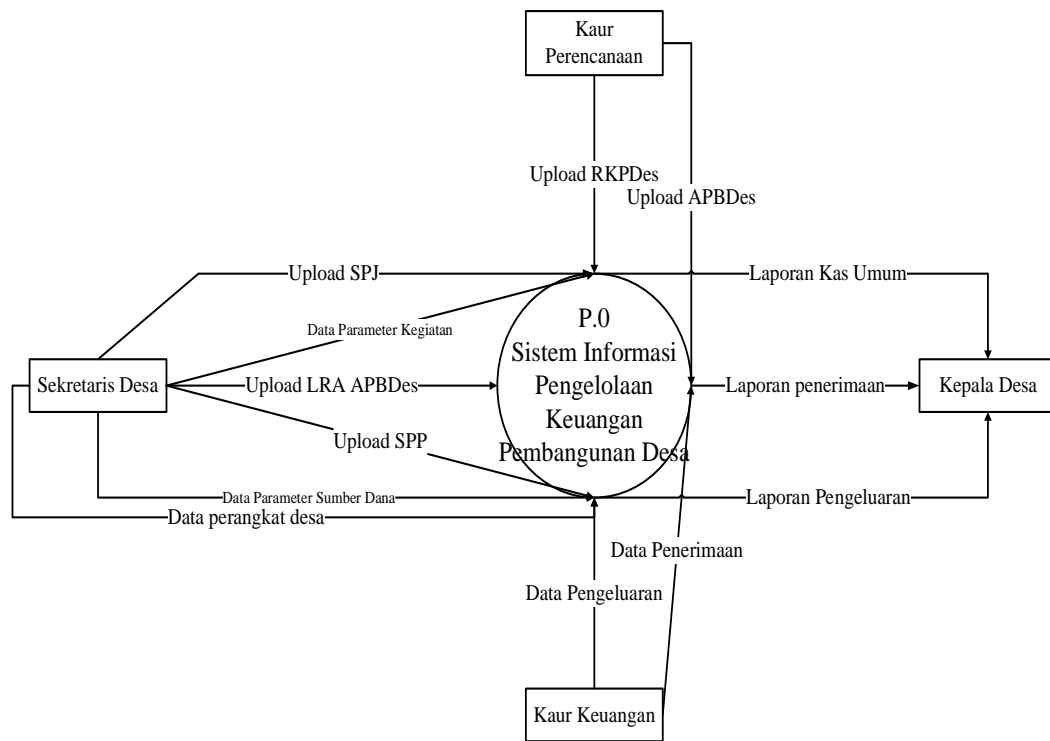 Kaur
Perencanaan
Upload RKPDes
Upload APBDes
Upload SPJ
Laporan Kas Umum
Data Parameter Kegiatan
P.0
Sistem Informasi
Pengelolaan
Keuangan
Pembangunan Desa
Sekretaris Desa
Upload LRA APBDes
Laporan penerimaan
Kepala Desa
Upload SPP
Data Parameter Sumber Dana
Laporan Pengeluaran
Data perangkat desa
Data Penerimaan
Data Pengeluaran
Kaur Keuangan